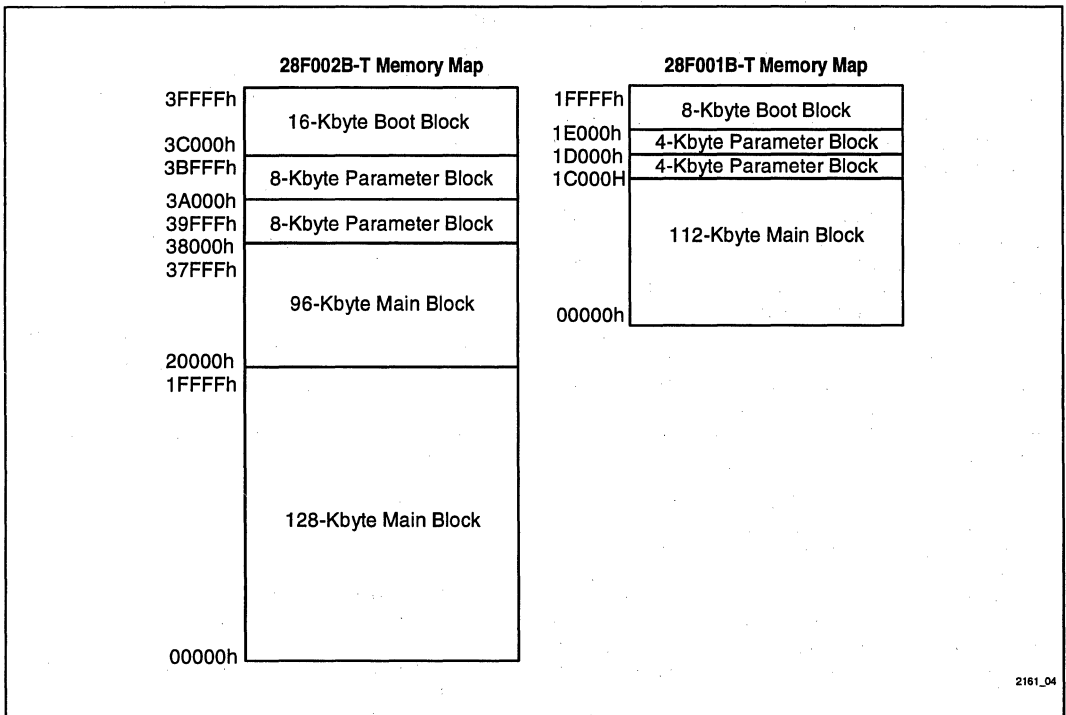 28F002B-T Memory Map
3FFFFh
16-Kbyte Boot Block
3C000h
3BFFFh
8-Kbyte Parameter Block
3A000h
39FFFh
8-Kbyte Parameter Block
38000h
37FFFh
96-Kbyte Main Block
20000h
1FFFFh
128-Kbyte Main Block
00000h
28F001B-T Memory Map
1FFFFh
8-Kbyte Boot Block
1E000h
4-Kbyte Parameter Block
1D000h
4-Kbyte Parameter Block
1C000H
112-Kbyte Main Block
00000h
2161_04